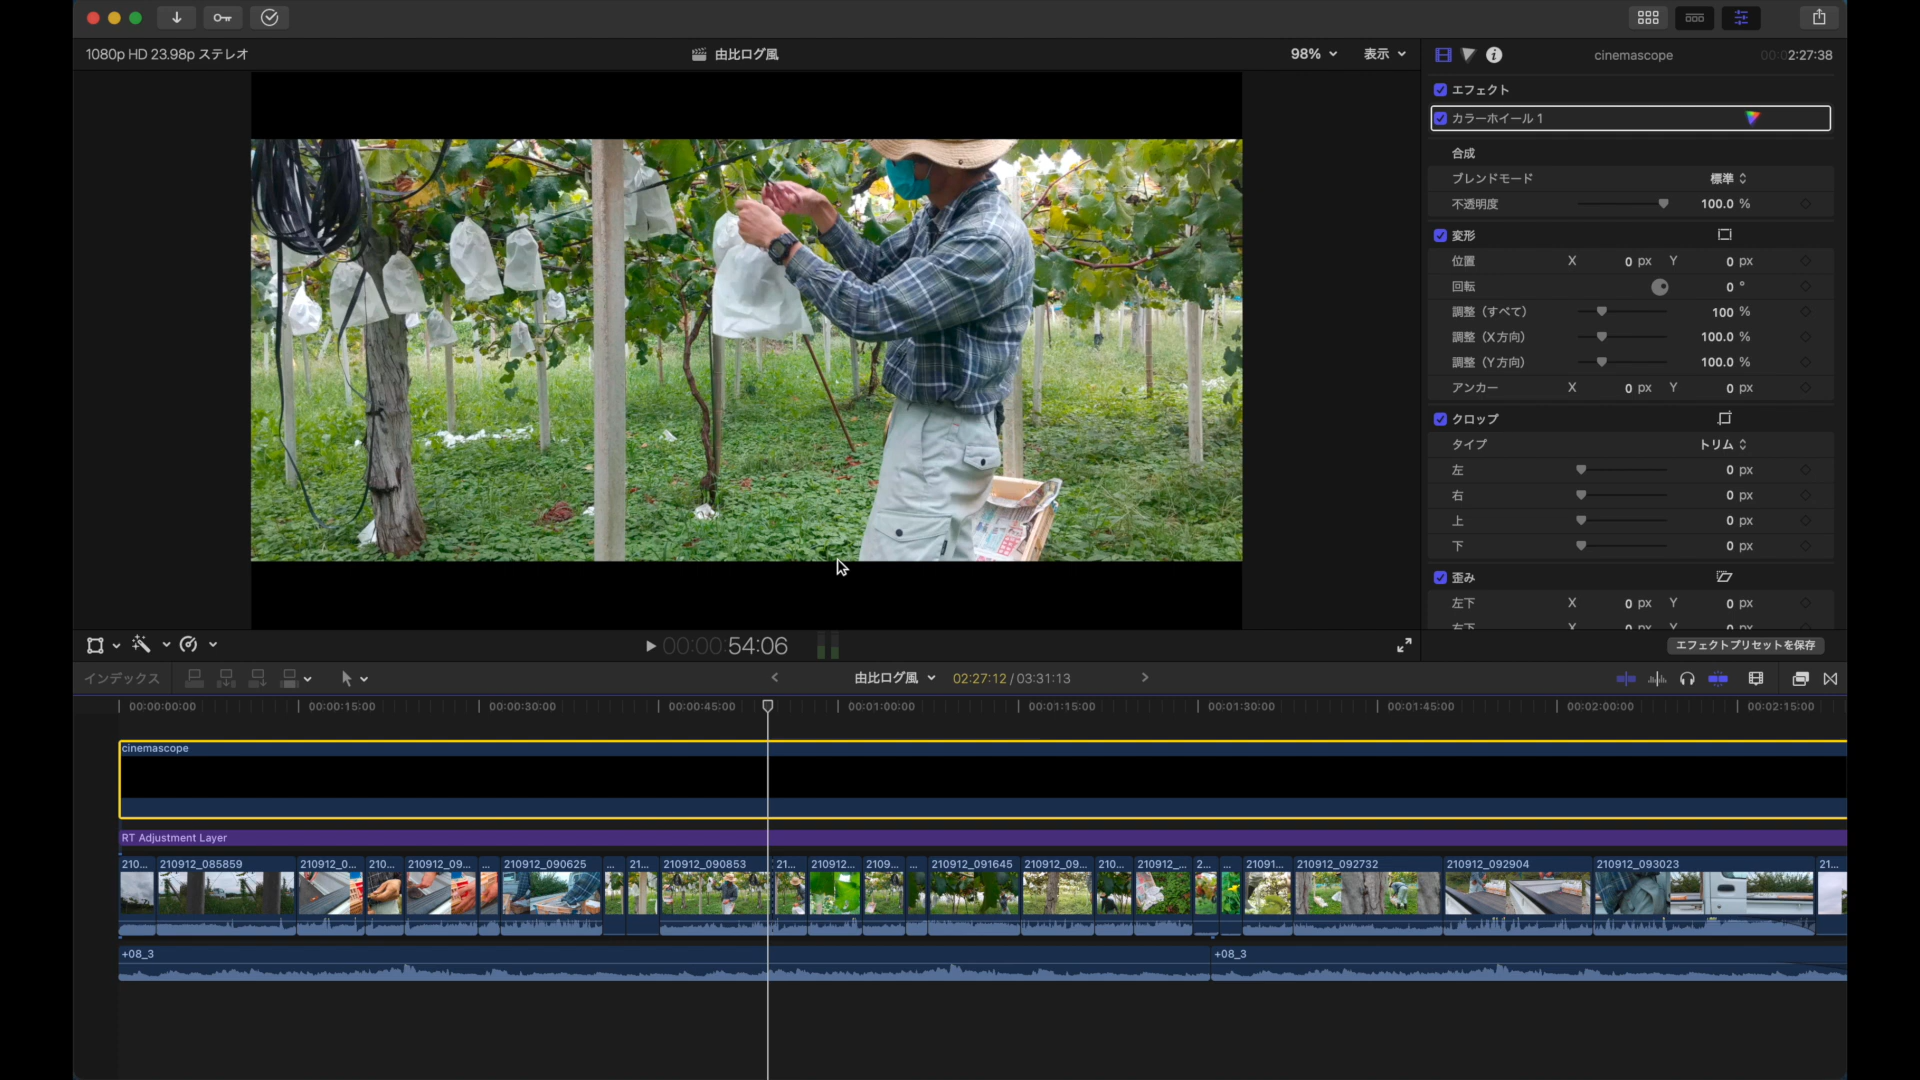 1080p HD 23.98p ステレオ
由比ログ風
98%
表示
cinemascope
00:02:27:38
エフェクト
カラーホイール 1
合成
ブレンドモード 標準
不透明度 100.0 %
変形
位置 X 0 px Y 0 px
回転 0 °
調整（すべて） 100 %
調整（X方向） 100.0 %
調整（Y方向） 100.0 %
アンカー X 0 px Y 0 px
クロップ
タイプ トリム
左 0 px
右 0 px
上 0 px
下 0 px
歪み
左下 X 0 px Y 0 px
右下 X 0 px Y 0 px
00:00:54:06
エフェクトプリセットを保存
インデックス
由比ログ風 02:27:12 / 03:31:13
00:00:00:00 00:00:15:00 00:00:30:00 00:00:45:00 00:01:00:00 00:01:15:00 00:01:30:00 00:01:45:00 00:02:00:00 00:02:15:00
cinemascope
RT Adjustment Layer
210... 210912_085859 210912_0... 210... 210912_09... ... 210912_090625 ... 21... 210912_090853 21... 210912... 2109... ... 210912_091645 210912_09... 210... 210912_... 2... ... 21091... 210912_092732 210912_092904 210912_093023 21...
+08_3 +08_3